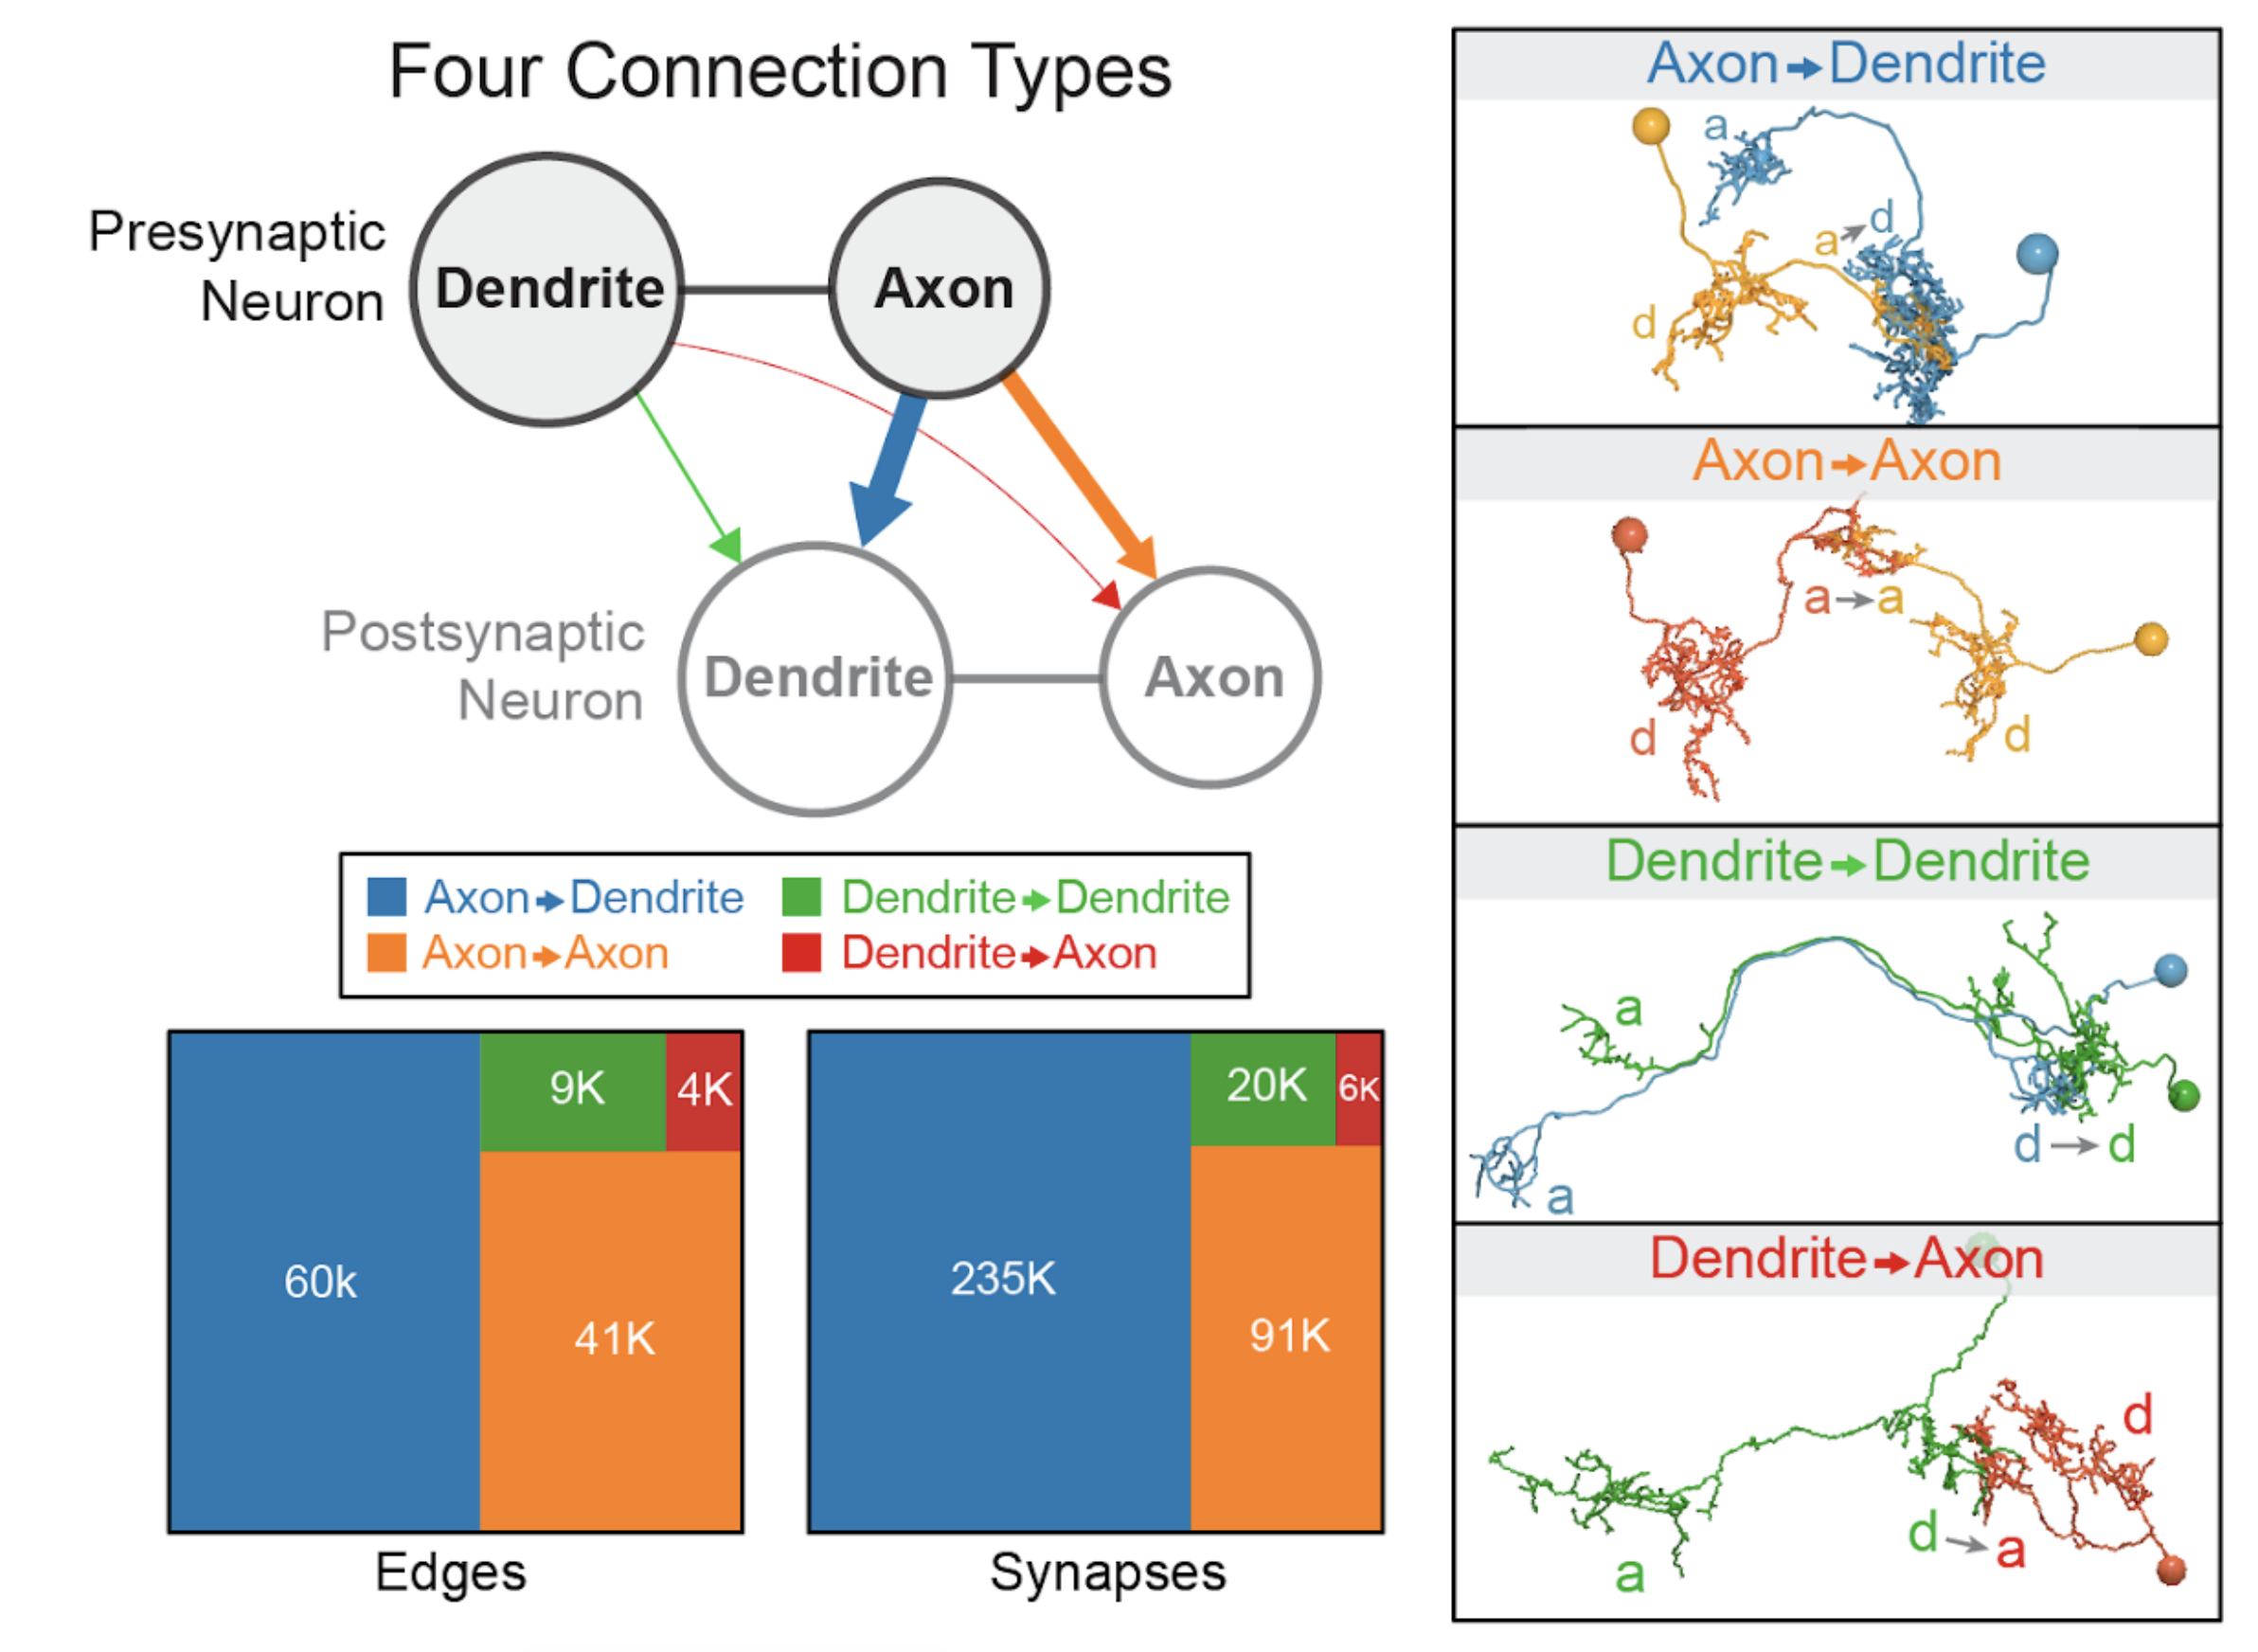 Four Connection Types
Presynaptic
Neuron
Dendrite
Axon
Postsynaptic
Neuron
Dendrite
Axon
Axon→Dendrite
Dendrite→Dendrite
Axon→Axon
Dendrite→Axon
60k
9K
4K
41K
Edges
235K
20K
6K
91K
Synapses
Axon→Dendrite
a
a→d
d
Axon→Axon
a→a
d
d
Dendrite→Dendrite
a
d→d
a
Dendrite→Axon
d
d→a
a